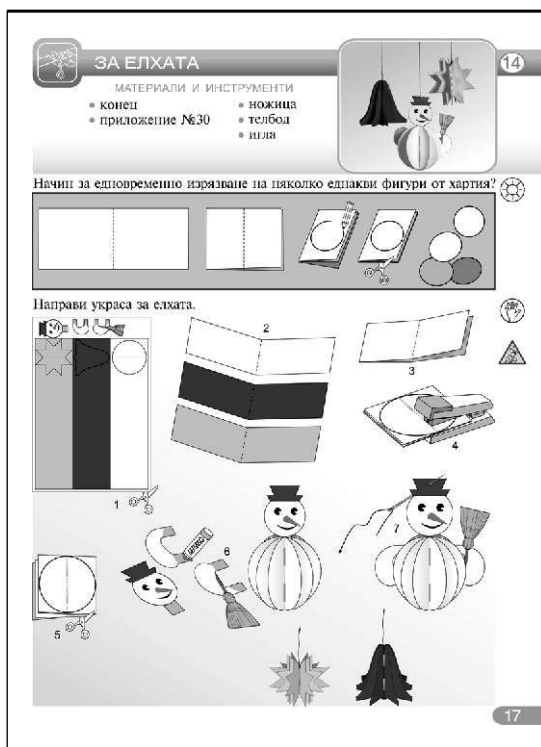 ЗА ЕЛХАТА
14
МАТЕРИАЛИ И ИНСТРУМЕНТИ
• конец
• приложение №30
• ножица
• телбод
• игла
Начин за едновременно изрязване на няколко еднакви фигури от хартия?
Направи украса за елхата.
1
2
3
4
5
6
7
17